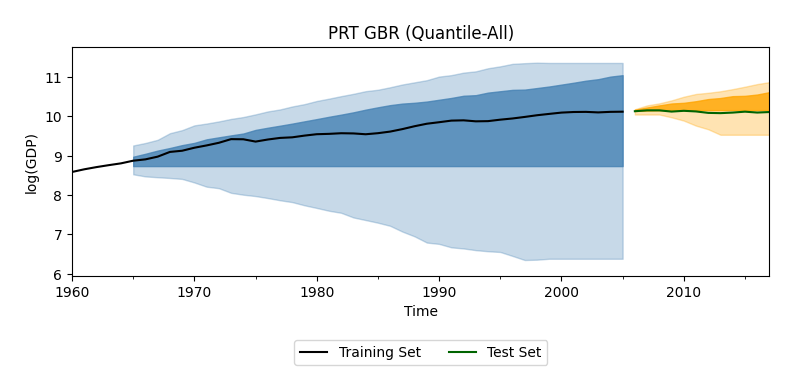 PRT GBR (Quantile-All)
log(GDP)
11
10
9
8
7
6
1960 1970 1980 1990 2000 2010
Time
Training Set Test Set